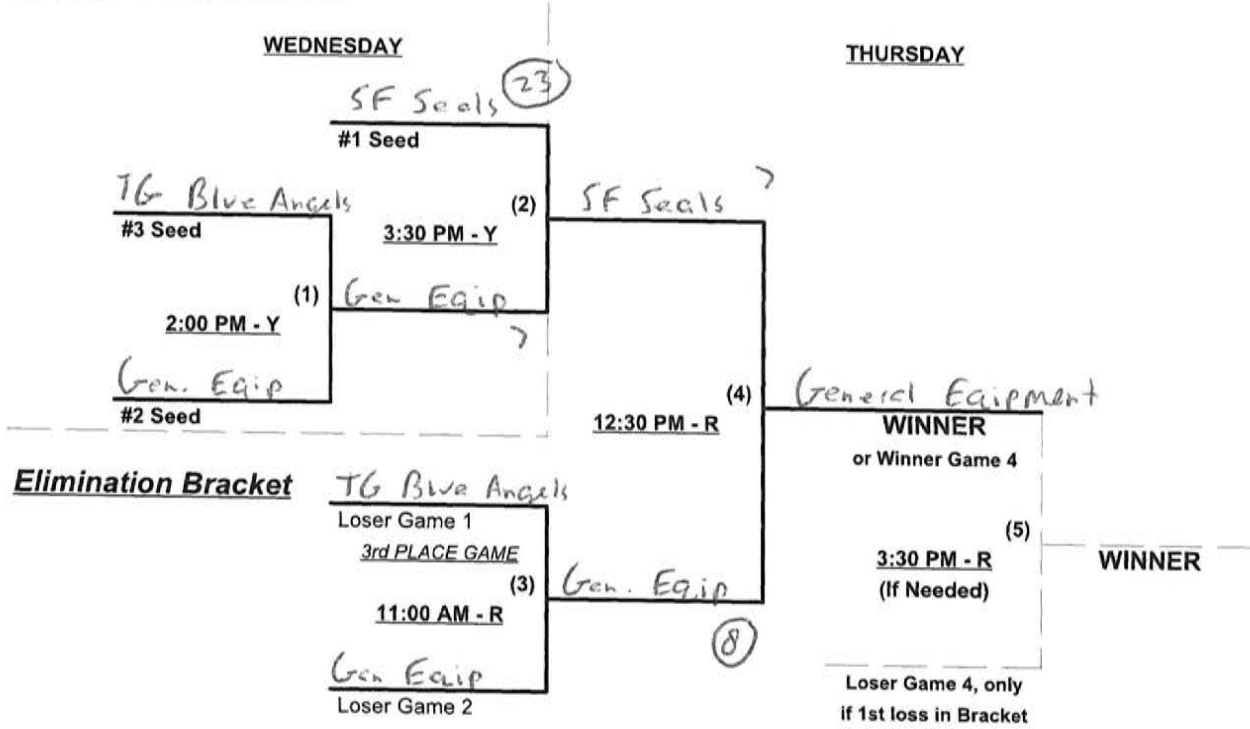 WEDNESDAY
THURSDAY
SF Seals 23
#1 Seed
TG Blue Angels
#3 Seed
(2)
3:30 PM - Y
SF Seals 7
(1)
Gen Eqip
7
2:00 PM - Y
Gen. Eqip
#2 Seed
(4)
12:30 PM - R
General Eqipment
WINNER
or Winner Game 4
Elimination Bracket
TG Blue Angels
Loser Game 1
3rd PLACE GAME
(3)
11:00 AM - R
Gen. Eqip
8
Gen Eqip
Loser Game 2
(5)
3:30 PM - R
(If Needed)
WINNER
Loser Game 4, only
if 1st loss in Bracket